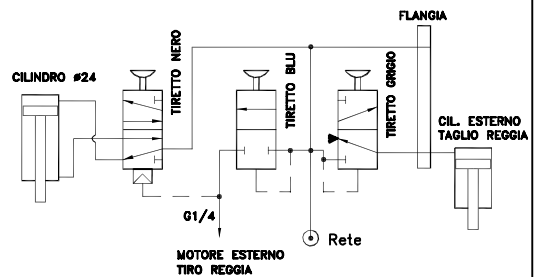 FLANGIA
TIRETTO NERO
TIRETTO BLU
TIRETTO GRIGIO
CILINDRO ø24
CIL. ESTERNO
TAGLIO REGGIA
G1/4
Rete
MOTORE ESTERNO
TIRO REGGIA